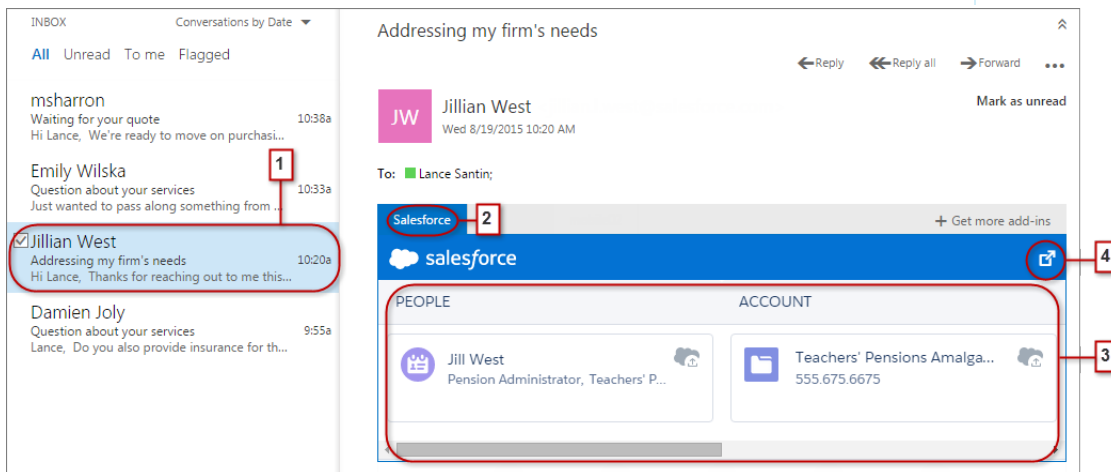 INBOX
Conversations by Date
All Unread To me Flagged
msharron
Waiting for your quote 10:38a
Hi Lance, We're ready to move on purchasi...
Emily Wilska
Question about your services 10:33a
Just wanted to pass along something from ...
1
Jillian West
Addressing my firm's needs 10:20a
Hi Lance, Thanks for reaching out to me this...
Damien Joly
Question about your services 9:55a
Lance, Do you also provide insurance for th...
Addressing my firm's needs
Reply Reply all Forward ...
JW
Jillian West
Wed 8/19/2015 10:20 AM
Mark as unread
To: Lance Santin;
Salesforce
2
+ Get more add-ins
salesforce
4
PEOPLE ACCOUNT
Jill West
Pension Administrator, Teachers' P...
Teachers' Pensions Amalga...
555.675.6675
3